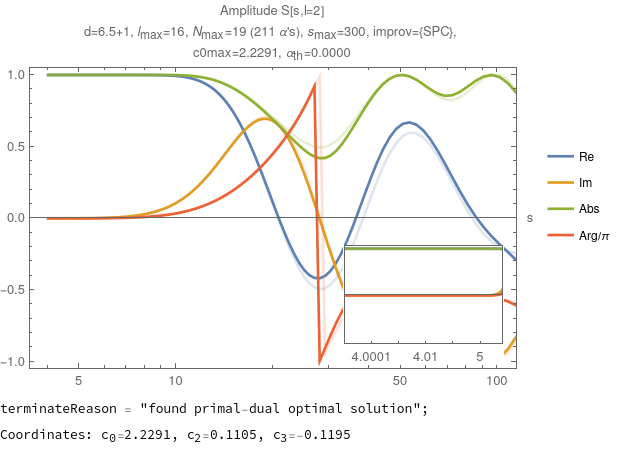 Amplitude S[s,l=2]
d=6.5+1, lmax=16, Nmax=19 (211 α's), smax=300, improv={SPC},
c0max=2.2291, αth=0.0000
1.0
0.5
0.0
-0.5
-1.0
s
Re
Im
Abs
Arg/π
4.0001 4.01 5
5 10 50 100
terminateReason = "found primal-dual optimal solution";
Coordinates: c0=2.2291, c2=0.1105, c3=-0.1195